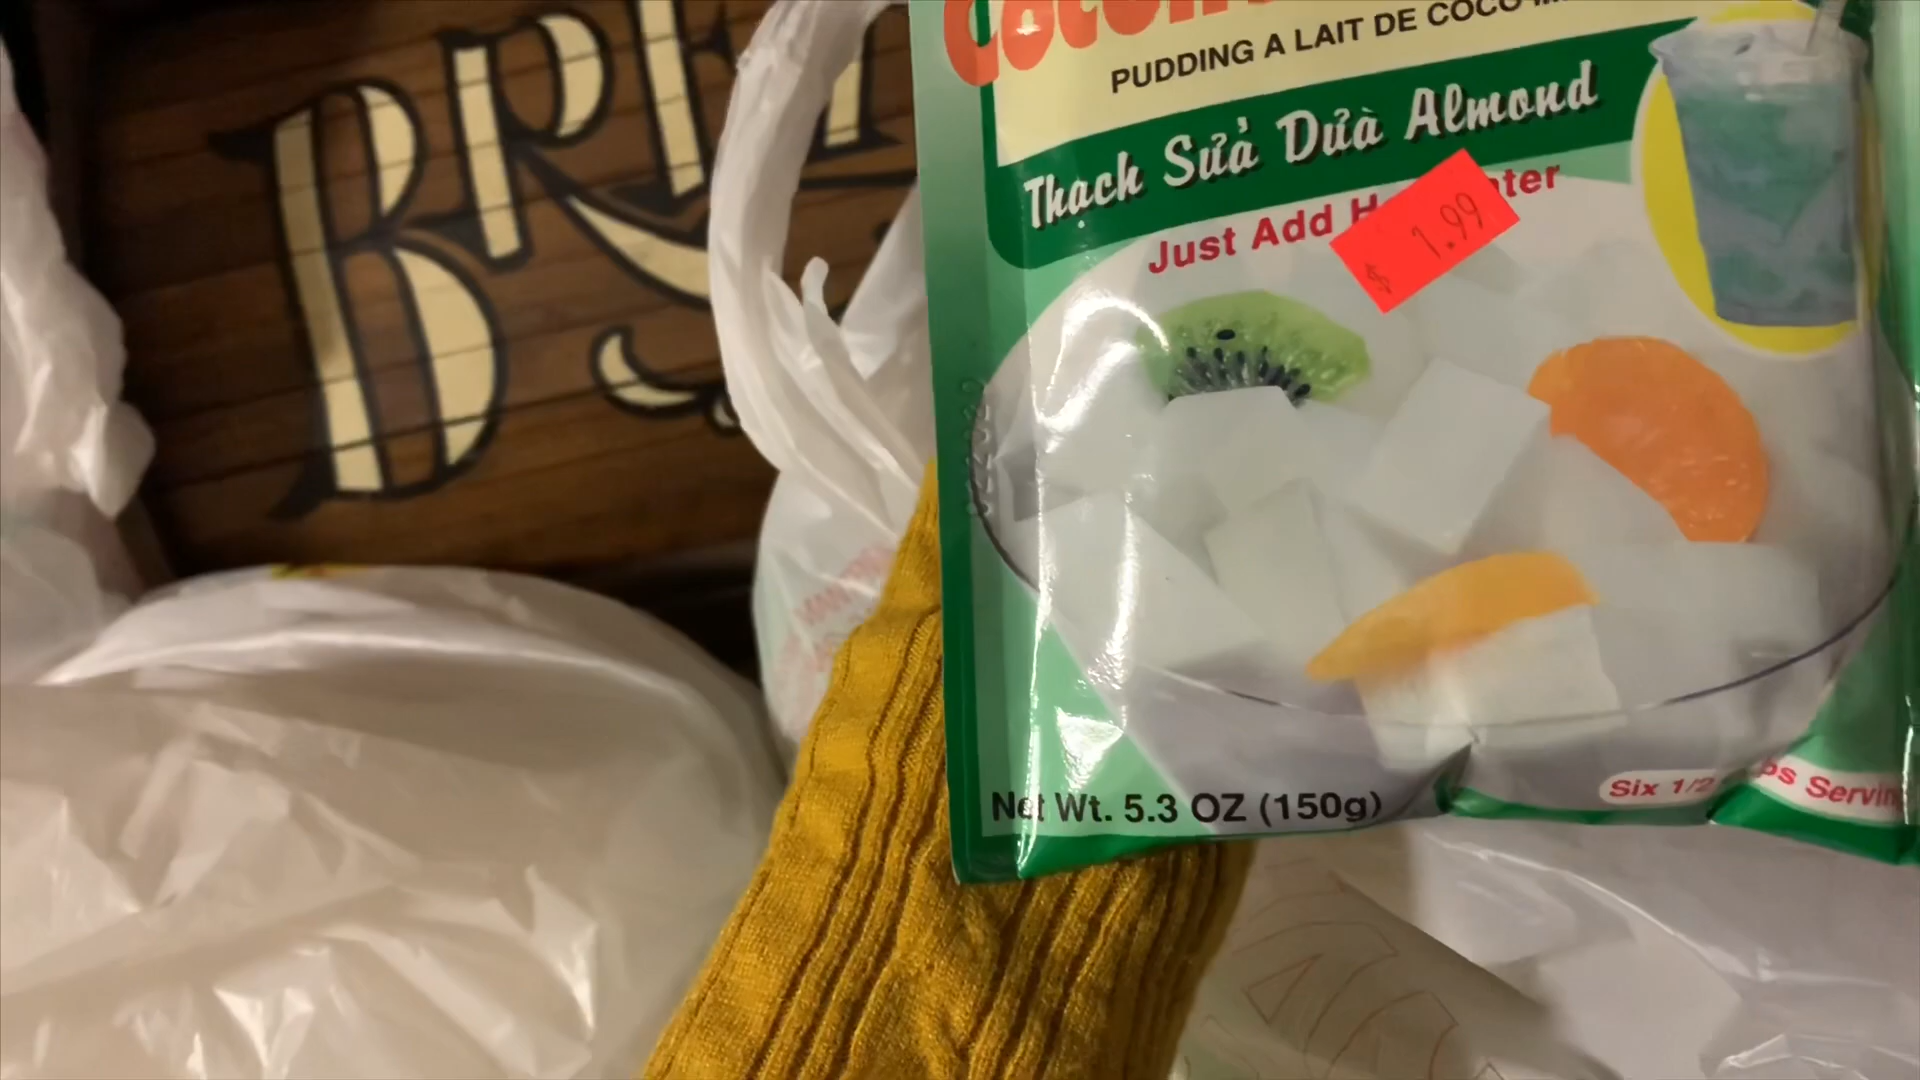 BRE
PUDDING A LAIT DE COCO
Thạch Sửả Dửà Almond
Just Add
$ 1.99
Net Wt. 5.3 OZ (150g)
Six 1/2
Servin